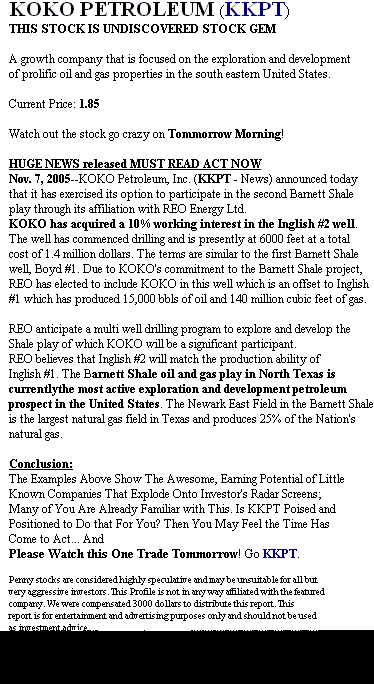 KOKO PETROLEUM (KKPT)
THIS STOCK IS UNDISCOVERED STOCK GEM
A growth company that is focused on the exploration and development
of prolific oil and gas properties in the south eastern United States.
Current Price: 1.85
Watch out the stock go crazy on Tommorrow Morning!
HUGE NEWS released MUST READ ACT NOW
Nov. 7, 2005--KOKO Petroleum, Inc. (KKPT - News) announced today
that it has exercised its option to participate in the second Barnett Shale
play through its affiliation with REO Energy Ltd.
KOKO has acquired a 10% working interest in the Inglish #2 well.
The well has commenced drilling and is presently at 6000 feet at a total
cost of 1.4 million dollars. The terms are similar to the first Barnett Shale
well, Boyd #1. Due to KOKO's commitment to the Barnett Shale project,
REO has elected to include KOKO in this well which is an offset to Inglish
#1 which has produced 15,000 bbls of oil and 140 million cubic feet of gas.
REO anticipate a multi well drilling program to explore and develop the
Shale play of which KOKO will be a significant participant.
REO believes that Inglish #2 will match the production ability of
Inglish #1. The Barnett Shale oil and gas play in North Texas is
currentlythe most active exploration and development petroleum
prospect in the United States. The Newark East Field in the Barnett Shale
is the largest natural gas field in Texas and produces 25% of the Nation's
natural gas.
Conclusion:
The Examples Above Show The Awesome, Earning Potential of Little
Known Companies That Explode Onto Investor's Radar Screens;
Many of You Are Already Familiar with This. Is KKPT Poised and
Positioned to Do that For You? Then You May Feel the Time Has
Come to Act... And
Please Watch this One Trade Tommorrow! Go KKPT.
Penny stocks are considered highly speculative and may be unsuitable for all but
very aggressive investors. This Profile is not in any way affiliated with the featured
company. We were compensated 3000 dollars to distribute this report. This
report is for entertainment and advertising purposes only and should not be used
as investment advice.